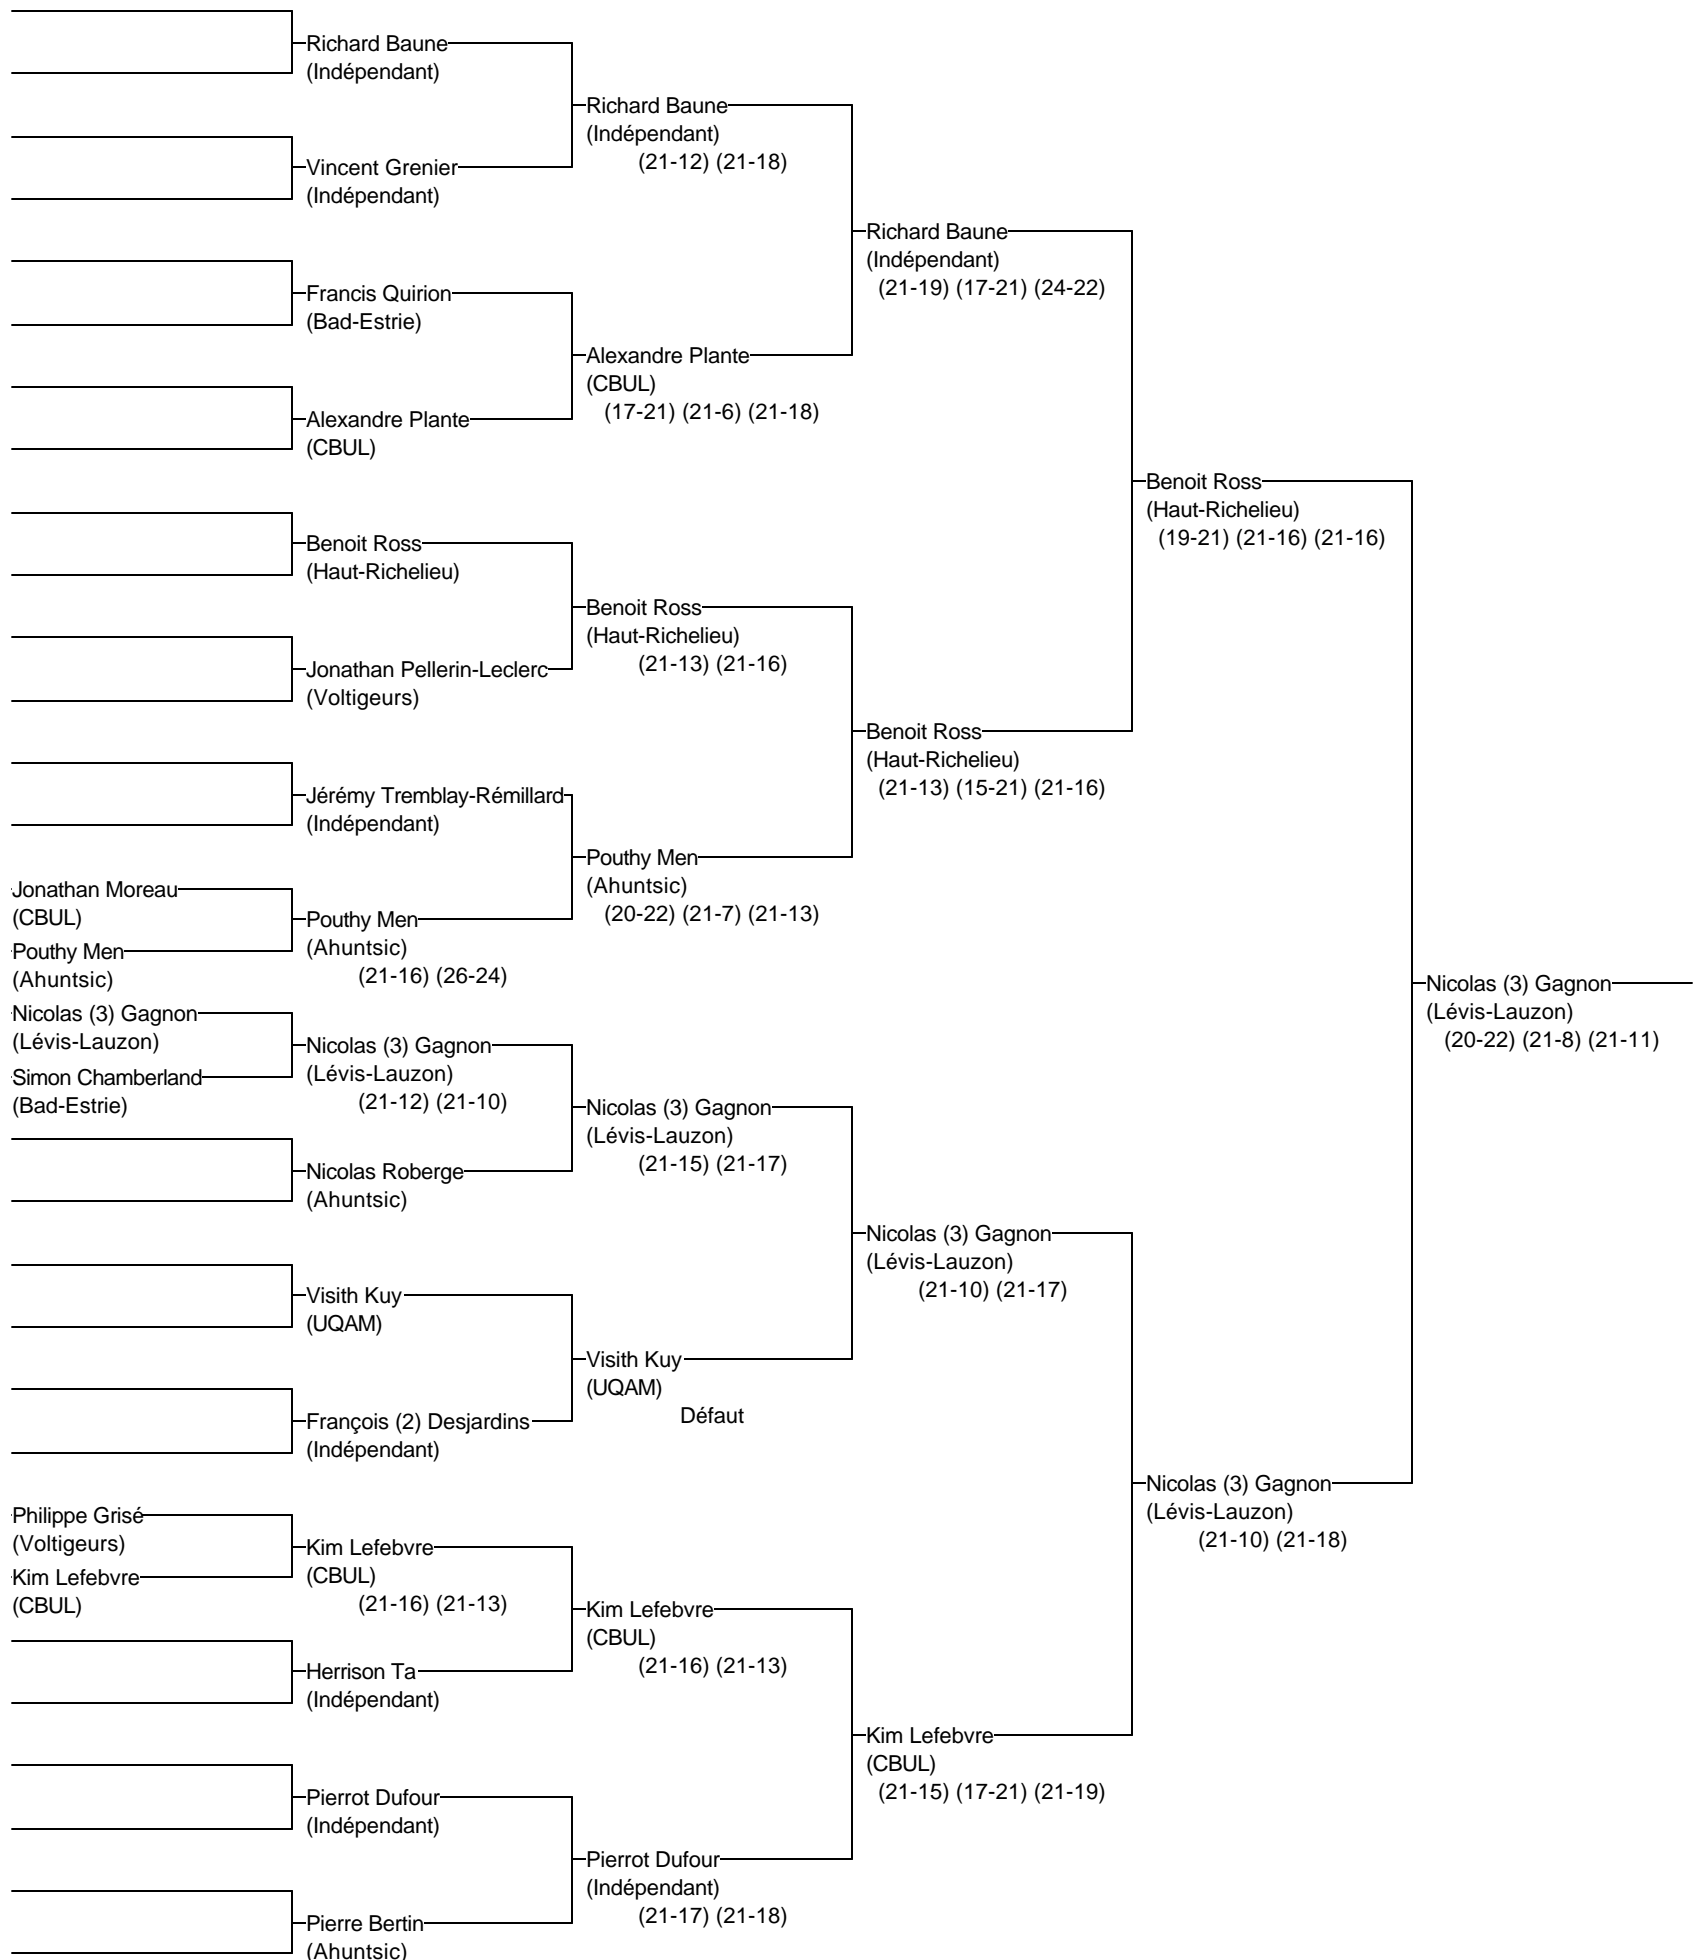 Richard Baune
(Indépendant)
Richard Baune
(Indépendant)
(21-12) (21-18)
Vincent Grenier
(Indépendant)
Richard Baune
(Indépendant)
(21-19) (17-21) (24-22)
Francis Quirion
(Bad-Estrie)
Alexandre Plante
(CBUL)
(17-21) (21-6) (21-18)
Alexandre Plante
(CBUL)
Benoit Ross
(Haut-Richelieu)
(19-21) (21-16) (21-16)
Benoit Ross
(Haut-Richelieu)
Benoit Ross
(Haut-Richelieu)
(21-13) (21-16)
Jonathan Pellerin-Leclerc
(Voltigeurs)
Benoit Ross
(Haut-Richelieu)
(21-13) (15-21) (21-16)
Jérémy Tremblay-Rémillard
(Indépendant)
Pouthy Men
(Ahuntsic)
(20-22) (21-7) (21-13)
Jonathan Moreau
(CBUL)
Pouthy Men
(Ahuntsic)
(21-16) (26-24)
Pouthy Men
(Ahuntsic)
Nicolas (3) Gagnon
(Lévis-Lauzon)
(20-22) (21-8) (21-11)
Nicolas (3) Gagnon
(Lévis-Lauzon)
Nicolas (3) Gagnon
(Lévis-Lauzon)
(21-12) (21-10)
Simon Chamberland
(Bad-Estrie)
Nicolas (3) Gagnon
(Lévis-Lauzon)
(21-15) (21-17)
Nicolas Roberge
(Ahuntsic)
Nicolas (3) Gagnon
(Lévis-Lauzon)
(21-10) (21-17)
Visith Kuy
(UQAM)
Visith Kuy
(UQAM)
Défaut
François (2) Desjardins
(Indépendant)
Nicolas (3) Gagnon
(Lévis-Lauzon)
(21-10) (21-18)
Philippe Grisé
(Voltigeurs)
Kim Lefebvre
(CBUL)
(21-16) (21-13)
Kim Lefebvre
(CBUL)
Kim Lefebvre
(CBUL)
(21-16) (21-13)
Herrison Ta
(Indépendant)
Kim Lefebvre
(CBUL)
(21-15) (17-21) (21-19)
Pierrot Dufour
(Indépendant)
Pierrot Dufour
(Indépendant)
(21-17) (21-18)
Pierre Bertin
(Ahuntsic)